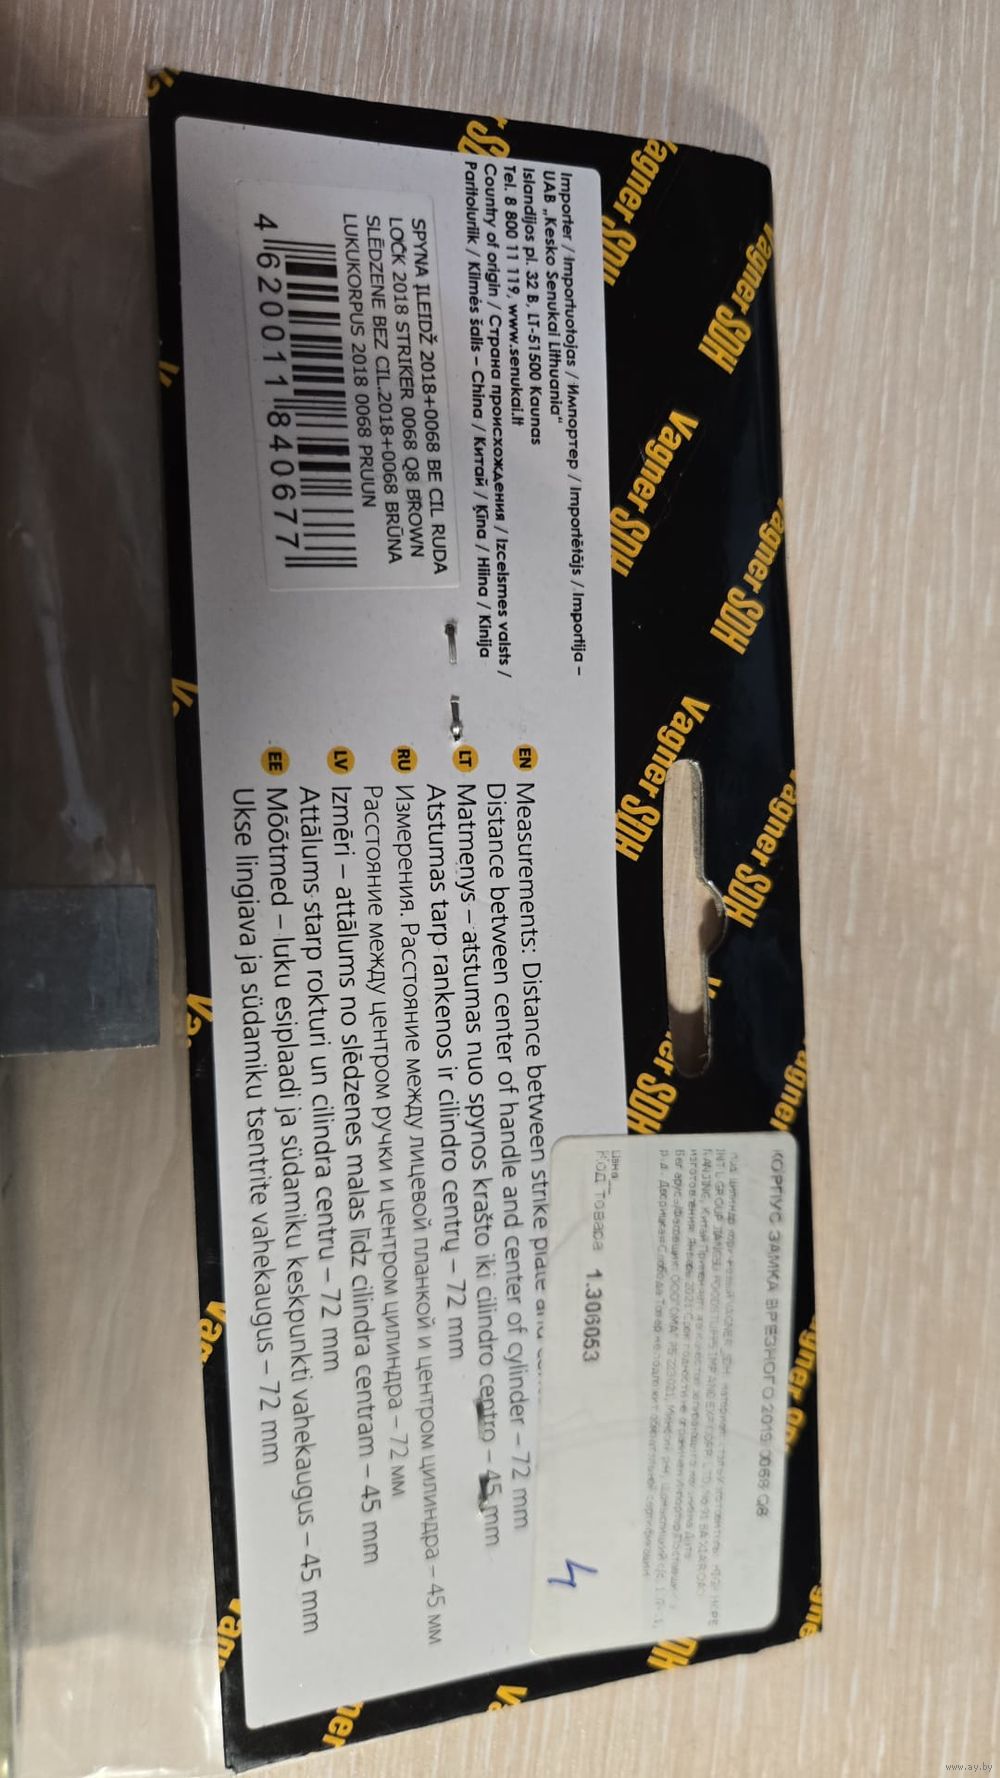 Vagner SDH
Importer / Importuotojas / Импортер / Importētājs / Importija –
UAB „Kesko Senukai Lithuania“
Islandijos pl. 32 B, LT-51500 Kaunas
Tel. 8 800 11 119, www.senukai.lt
Country of origin / Страна происхождения / Izcelsmes valsts /
Päritoluriik / Kilmės šalis – China / Китай / Ķīna / Hiina / Kinija
SPYNA ĮLEIDŽ 2018+0068 BE CIL RUDA
LOCK 2018 STRIKER 0068 Q8 BROWN
SLĒDZENE BEZ CIL.2018+0068 BRŪNA
LUKUKORPUS 2018 0068 PRUUN
4 620011 840677
EN Measurements: Distance between strike plate and
Distance between center of handle and center of cylinder – 72 mm
LT Matmenys – atstumas nuo spynos krašto iki cilindro centro – 45 mm
Atstumas tarp rankenos ir cilindro centrų – 72 mm
RU Измерения. Расстояние между лицевой планкой и центром цилиндра – 45 мм
Расстояние между центром ручки и центром цилиндра – 72 мм
LV Izmēri – attālums no slēdzenes malas līdz cilindra centram – 45 mm
Attālums starp rokturi un cilindra centru – 72 mm
EE Mõõtmed – luku esiplaadi ja südamiku keskpunkti vahekaugus – 45 mm
Ukse lingiava ja südamiku tsentrite vahekaugus – 72 mm
КОРПУС ЗАМКА ВРЕЗНОГО 2018 0068 Q8
Цена
Код товара 1.306053
4
www.ay.by